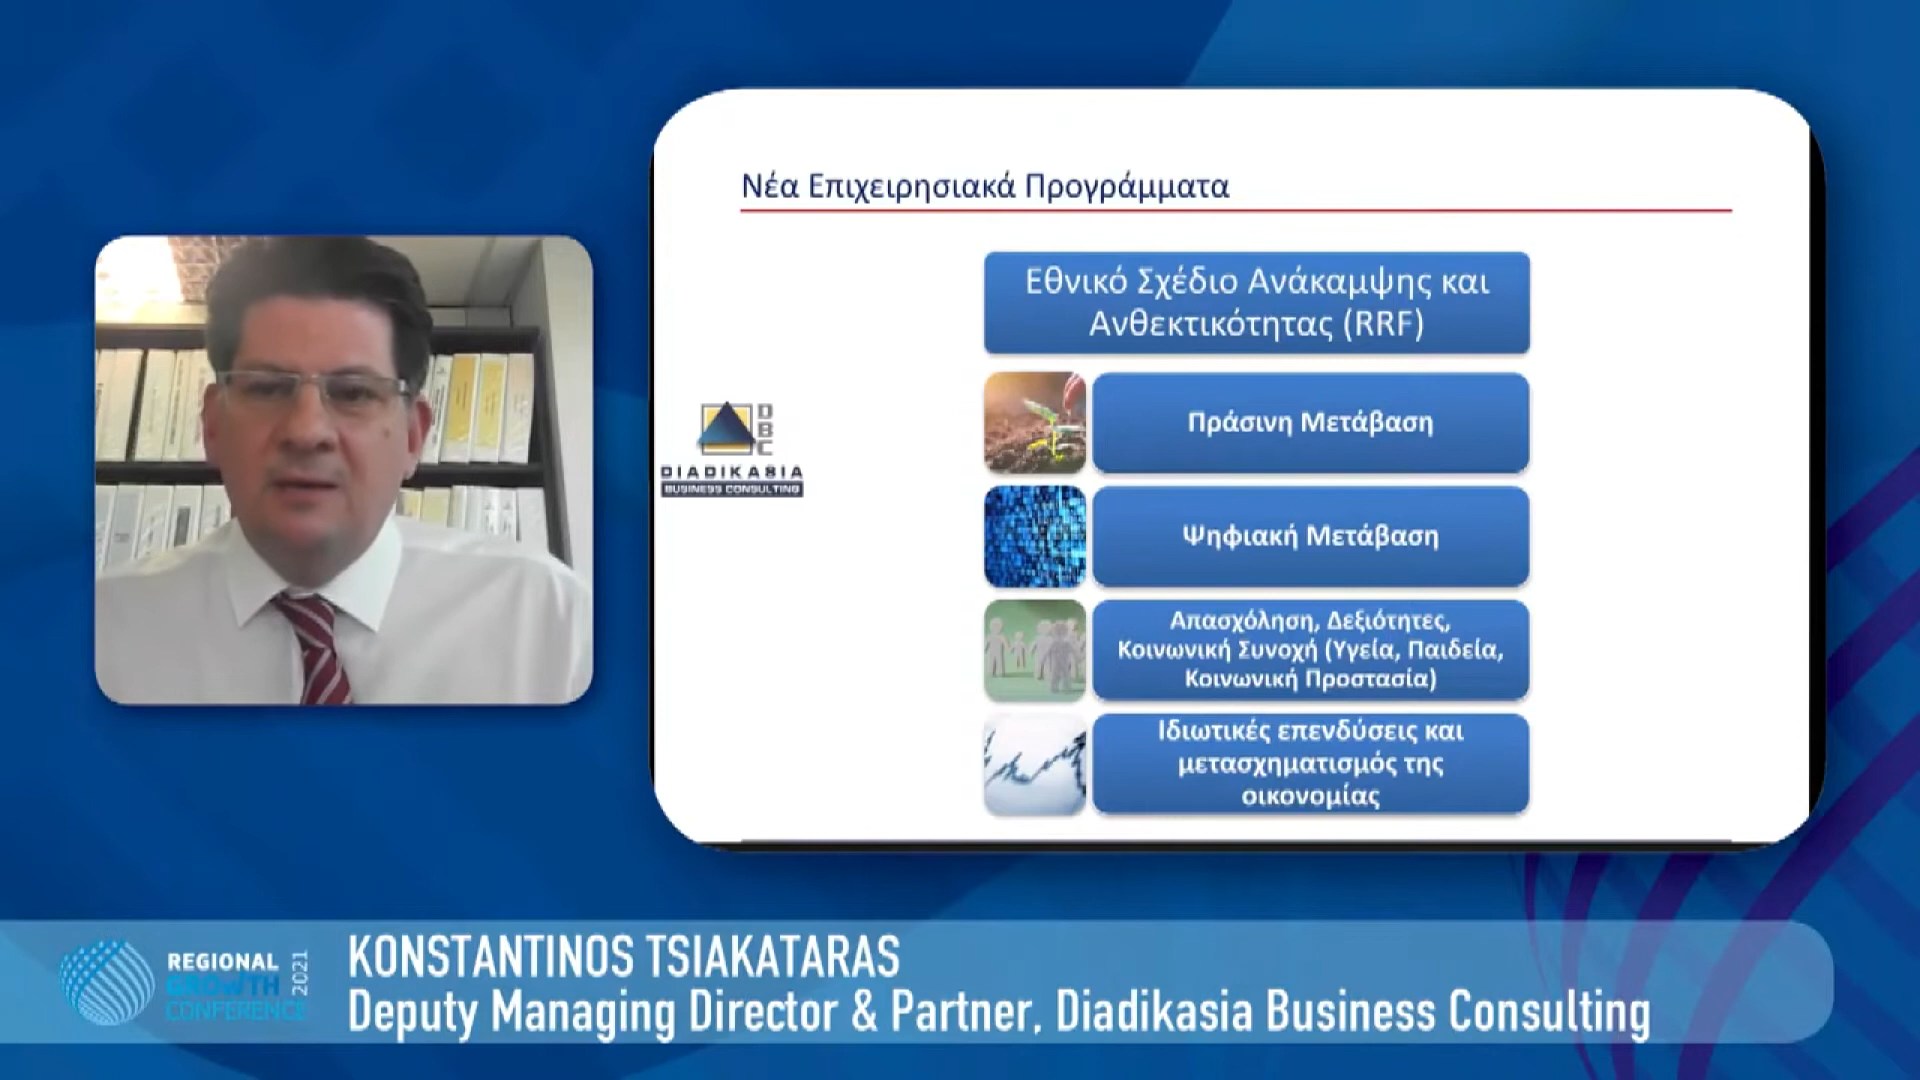 Νέα Επιχειρησιακά Προγράμματα
Εθνικό Σχέδιο Ανάκαμψης και
Ανθεκτικότητας (RRF)
Πράσινη Μετάβαση
Ψηφιακή Μετάβαση
Απασχόληση, Δεξιότητες,
Κοινωνική Συνοχή (Υγεία, Παιδεία,
Κοινωνική Προστασία)
Ιδιωτικές επενδύσεις και
μετασχηματισμός της
οικονομίας
DBC
DIADIKASIA
BUSINESS CONSULTING
REGIONAL
GROWTH
CONFERENCE
2021
KONSTANTINOS TSIAKATARAS
Deputy Managing Director & Partner, Diadikasia Business Consulting